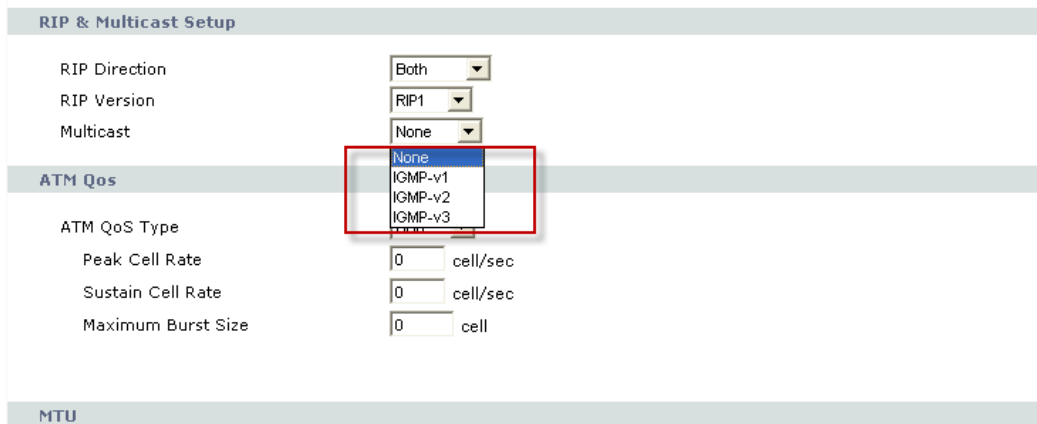 RIP & Multicast Setup
RIP Direction Both
RIP Version RIP1
Multicast None
None
IGMP-v1
ATM Qos
IGMP-v2
IGMP-v3
ATM QoS Type
Peak Cell Rate 0 cell/sec
Sustain Cell Rate 0 cell/sec
Maximum Burst Size 0 cell
MTU